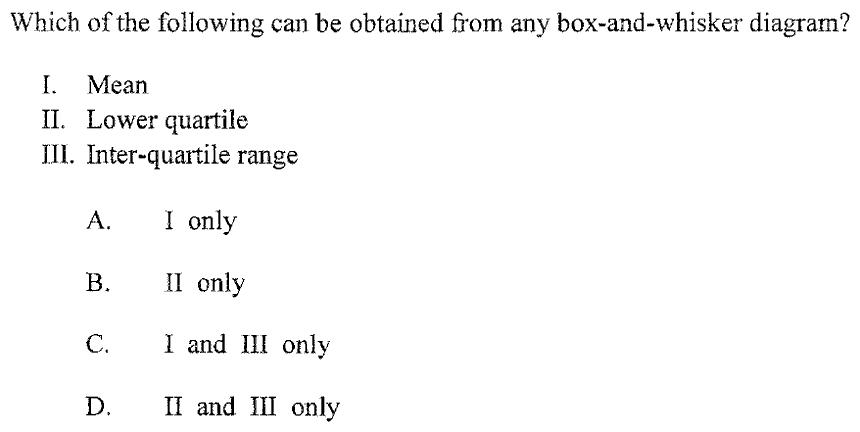 Which of the following can be obtained from any box-and-whisker diagram?
I. Mean
II. Lower quartile
III. Inter-quartile range
A. I only
B. II only
C. I and III only
D. II and III only